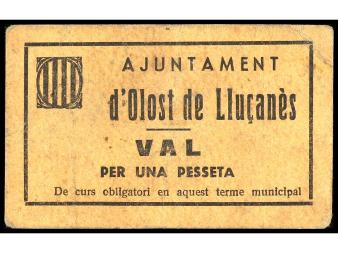 AJUNTAMENT
d'Olost de Lluçanès
VAL
PER UNA PESSETA
De curs obligatori en aquest terme municipal